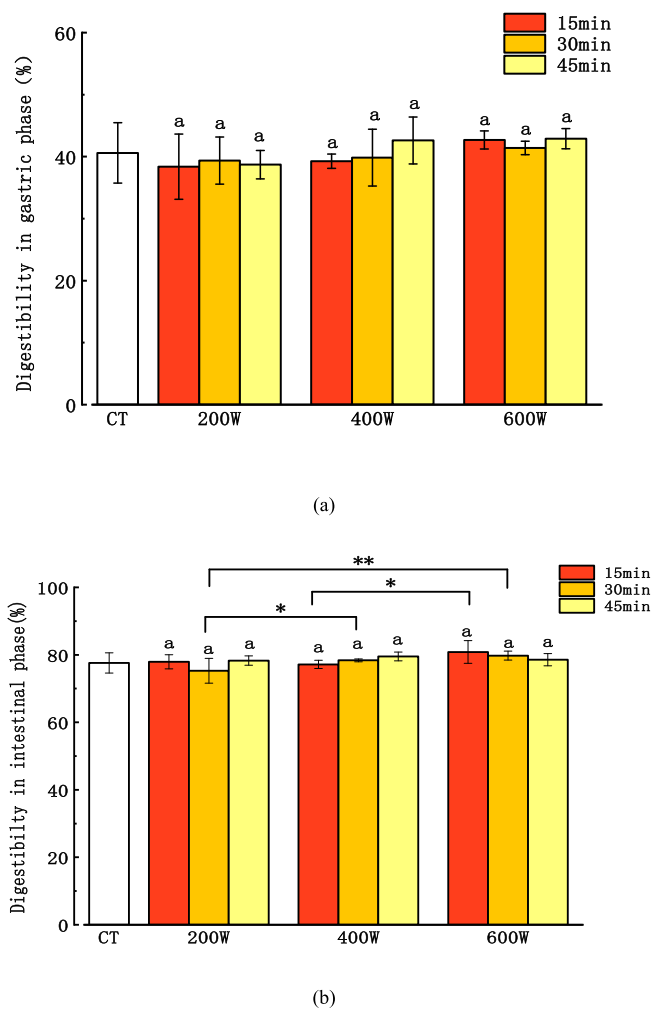 15min
30min
45min
Digestibility in gastric phase (%)
60
40
20
0
a a a
a a a
a a a
CT 200W 400W 600W
(a)
15min
30min
45min
Digestibilty in intestinal phase(%)
100
80
60
40
20
0
**
*
*
a a a
a a a
a a a
CT 200W 400W 600W
(b)